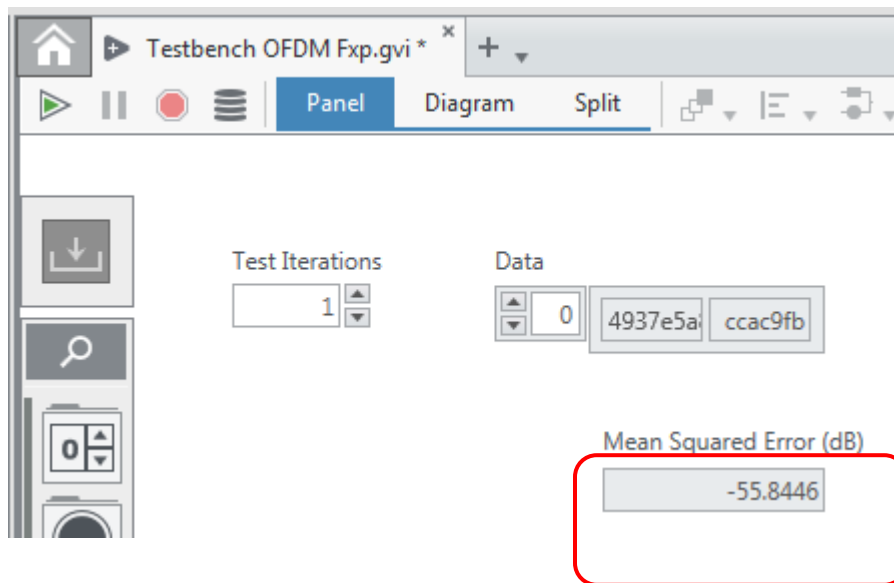 Testbench OFDM Fxp.gvi *
Panel Diagram Split
Test Iterations Data
1 0 4937e5a ccac9fb
0
Mean Squared Error (dB)
-55.8446